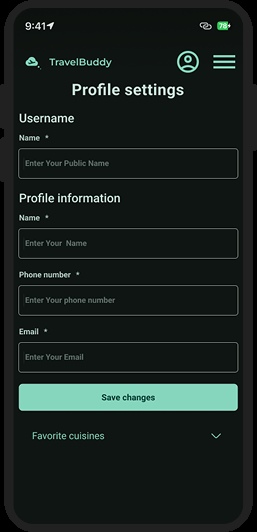 9:41
78
TravelBuddy
Profile settings
Username
Name *
Enter Your Public Name
Profile information
Name *
Enter Your Name
Phone number *
Enter Your phone number
Email *
Enter Your Email
Save changes
Favorite cuisines